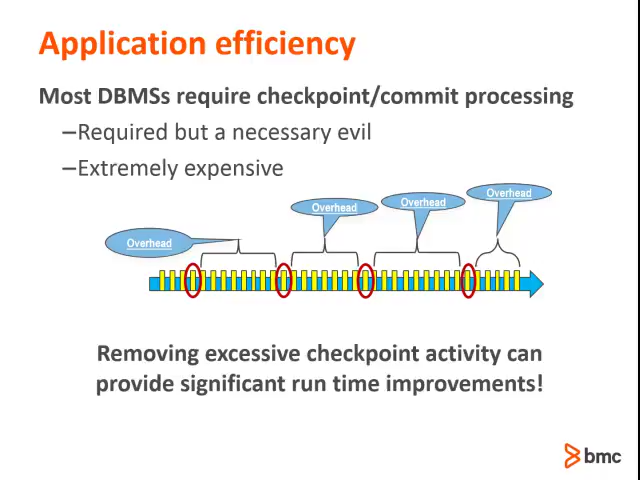 Application efficiency
Most DBMSs require checkpoint/commit processing
–Required but a necessary evil
–Extremely expensive
Overhead
Overhead
Overhead
Overhead
Removing excessive checkpoint activity can
provide significant run time improvements!
bmc